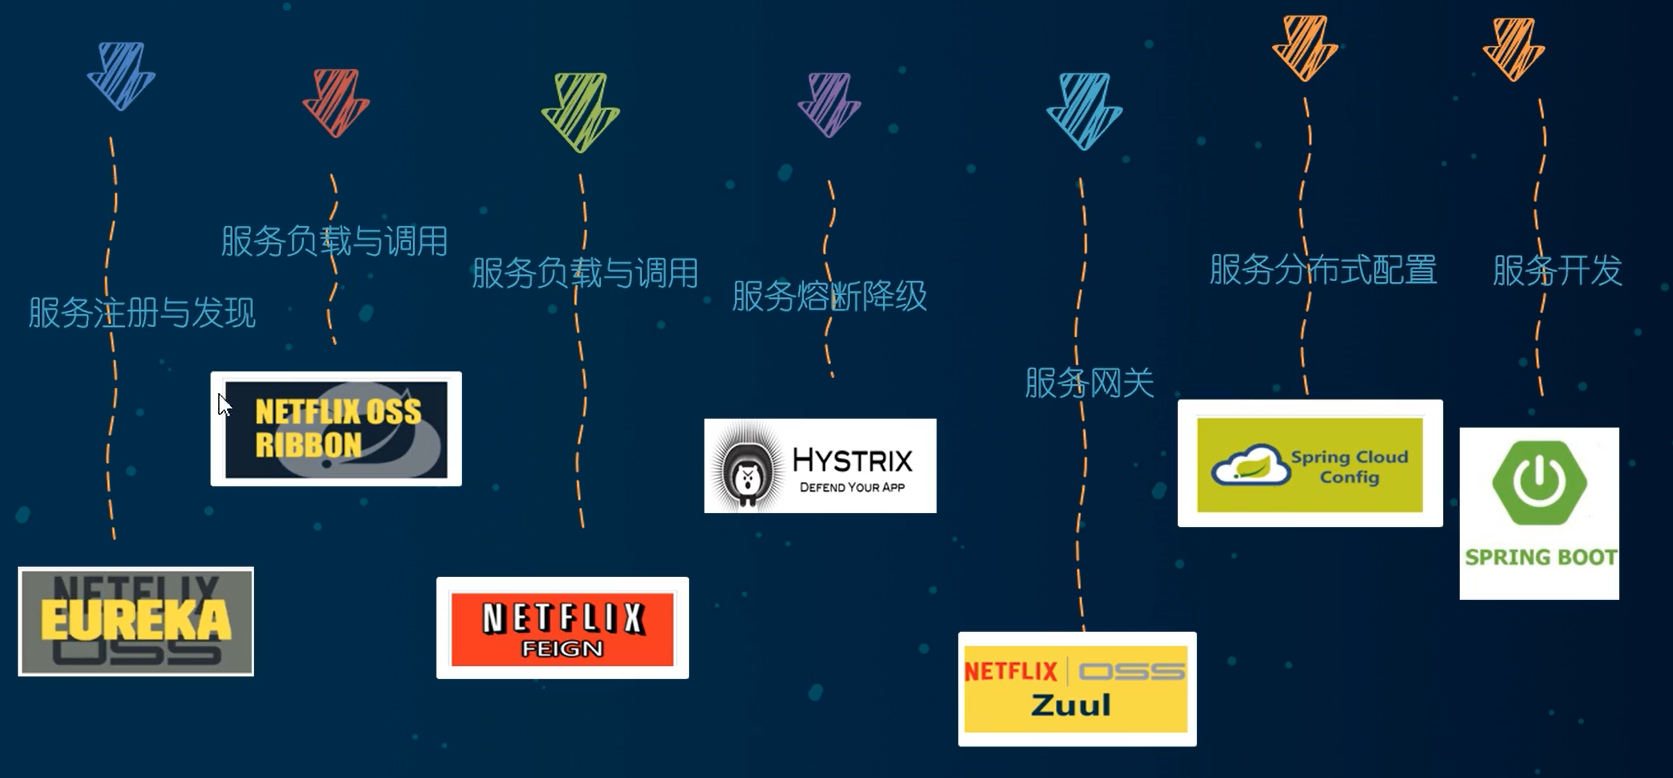 服务注册与发现
NETFLIX
EUREKA
OSS
服务负载与调用
NETFLIX OSS
RIBBON
服务负载与调用
NETFLIX
FEIGN
服务熔断降级
HYSTRIX
DEFEND YOUR APP
服务网关
NETFLIX | OSS
Zuul
服务分布式配置
Spring Cloud
Config
服务开发
SPRING BOOT